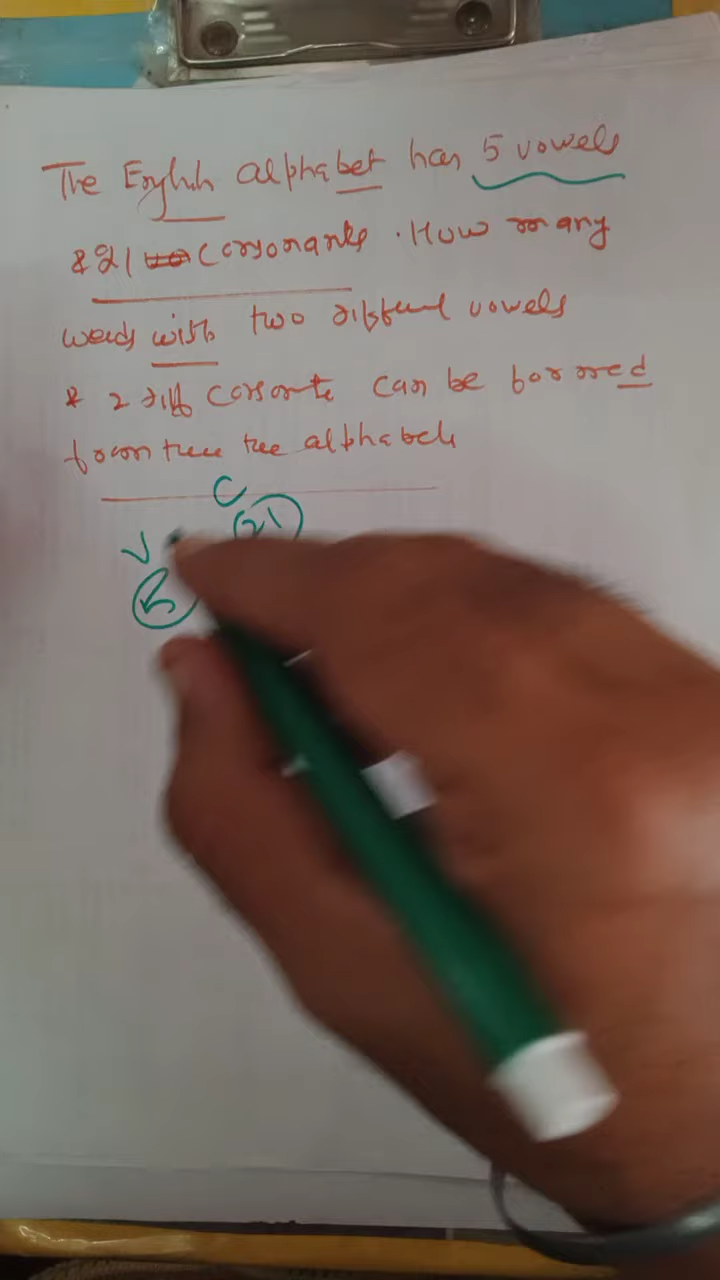 The English alphabet has 5 vowels
& 21 consonants. How many
words with two different vowels
& 2 diff consonants can be formed
from the alphabet
C
V 21
5